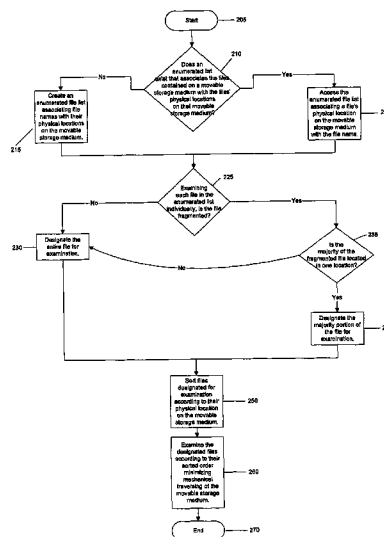 Start
205
Does an
enumerated list
exist that associates the files
contained on a movable
storage medium with the files'
physical locations
on that movable
storage medium?
210
No
Yes
Create an
enumerated file list
associating file
names with their
physical locations
on the movable
storage medium.
215
Access the
enumerated file list
associating a file's
physical location
on the movable
storage medium
with the file name.
Examining
each file in the
enumerated list
individually, is the file
fragmented?
225
No
Yes
Designate the
entire file for
examination.
230
Is the
majority of the
fragmented file located
in one location?
235
No
Yes
Designate the
majority portion of
the file for
examination.
Sort files
designated for
examination
according to their
physical location
on the movable
storage medium.
250
Examine the
designated files
according to their
sorted order
minimizing
mechanical
traversing of the
movable storage
medium.
260
End
270